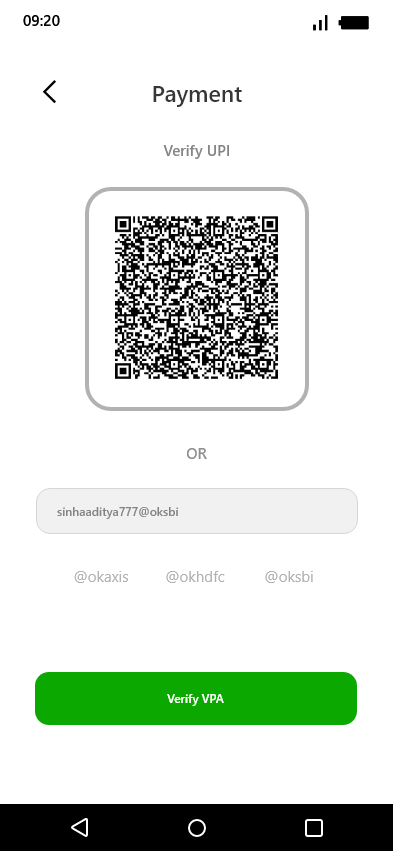 09:20
Payment
Verify UPI
OR
sinhaaditya777@oksbi
@okaxis @okhdfc @oksbi
Verify VPA